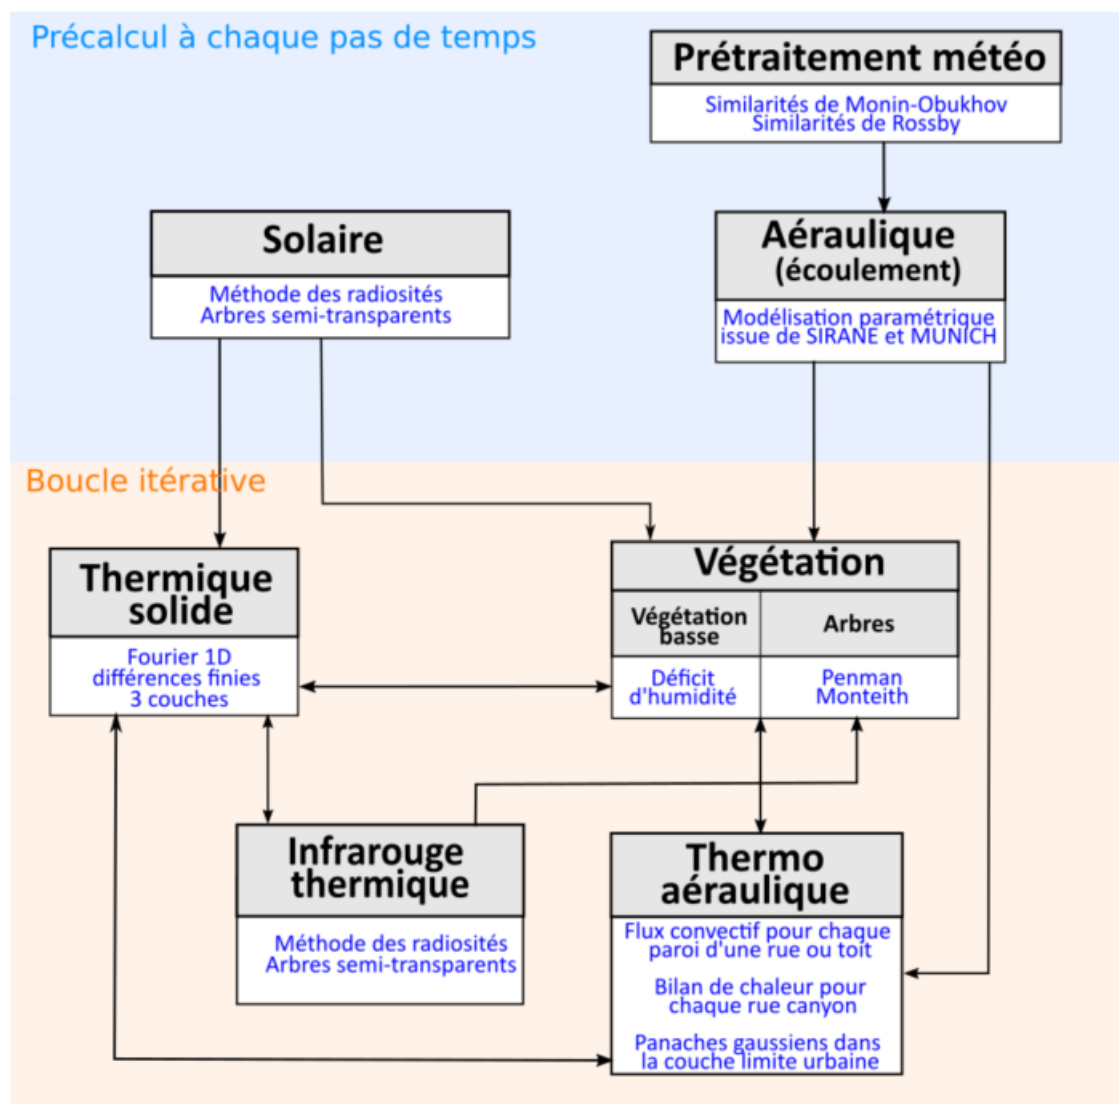 Précalcul à chaque pas de temps
Prétraitement météo
Similarités de Monin-Obukhov
Similarités de Rossby
Solaire
Méthode des radiosités
Arbres semi-transparents
Aéraulique
(écoulement)
Modélisation paramétrique
issue de SIRANE et MUNICH
Boucle itérative
Thermique
solide
Fourier 1D
différences finies
3 couches
Végétation
Végétation
basse
Arbres
Déficit
d'humidité
Penman
Monteith
Infrarouge
thermique
Méthode des radiosités
Arbres semi-transparents
Thermo
aéraulique
Flux convectif pour chaque
paroi d'une rue ou toit
Bilan de chaleur pour
chaque rue canyon
Panaches gaussiens dans
la couche limite urbaine